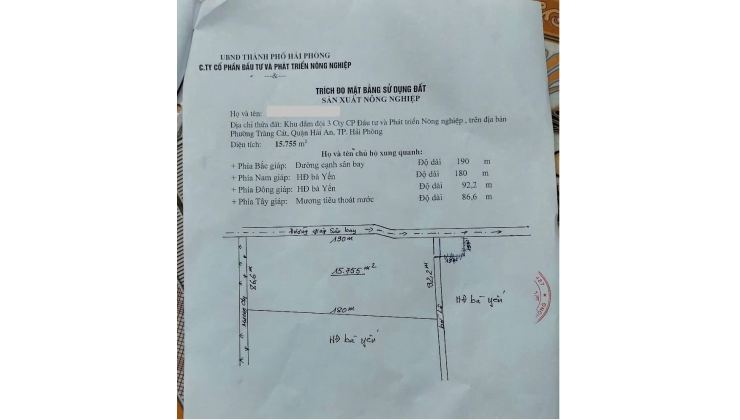 UBND THÀNH PHỐ HẢI PHÒNG
C.TY CỔ PHẦN ĐẦU TƯ VÀ PHÁT TRIỂN NÔNG NGHIỆP
TRÍCH ĐO MẶT BẰNG SỬ DỤNG ĐẤT
SẢN XUẤT NÔNG NGHIỆP
Họ và tên:
Địa chỉ thửa đất: Khu đầm đội 3 Cty CP Đầu tư và Phát triển Nông nghiệp , trên địa bàn
Phường Tràng Cát, Quận Hải An, TP. Hải Phòng
Diện tích: 15.755 m²
Họ và tên chủ hộ xung quanh:
+ Phía Bắc giáp: Đường cạnh sân bay Độ dài 190 m
+ Phía Nam giáp: HĐ bà Yến Độ dài 180 m
+ Phía Đông giáp: HĐ bà Yến Độ dài 92,2 m
+ Phía Tây giáp: Mương tiêu thoát nước Độ dài 86,6 m
đường giáp Sân bay
190m
86,6 m
15.755 m²
92,2 m
HĐ bà yến
180m
HĐ bà yến